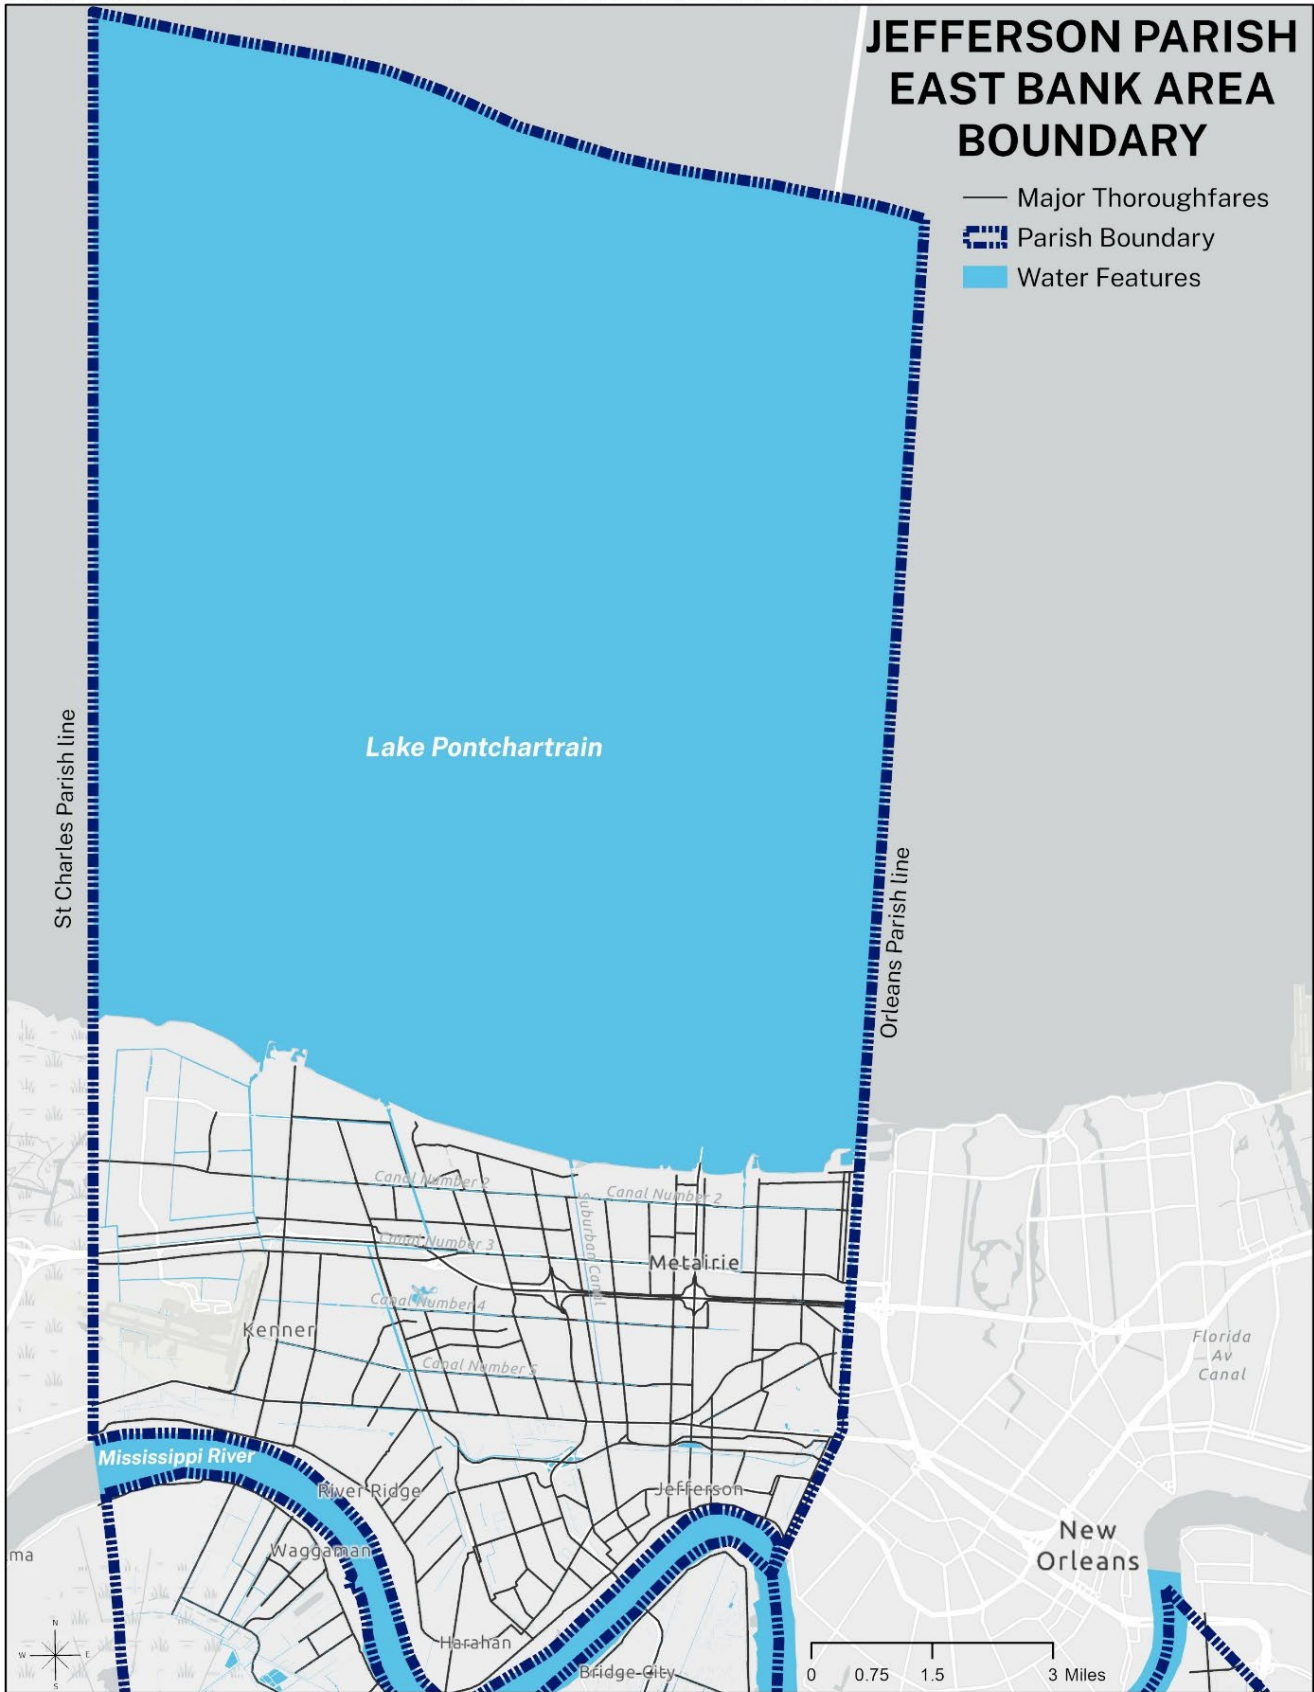 JEFFERSON PARISH
EAST BANK AREA
BOUNDARY
Major Thoroughfares
Parish Boundary
Water Features
St Charles Parish line
Lake Pontchartrain
Orleans Parish line
Canal Number 2
Canal Number 2
Suburban Canal
Canal Number 3
Metairie
Canal Number 4
Kenner
Canal Number 5
Florida
Av
Canal
Mississippi River
River Ridge
Jefferson
New
Orleans
ma
Waggaman
Harahan
Bridge City
N
W
E
S
0 0.75 1.5 3 Miles